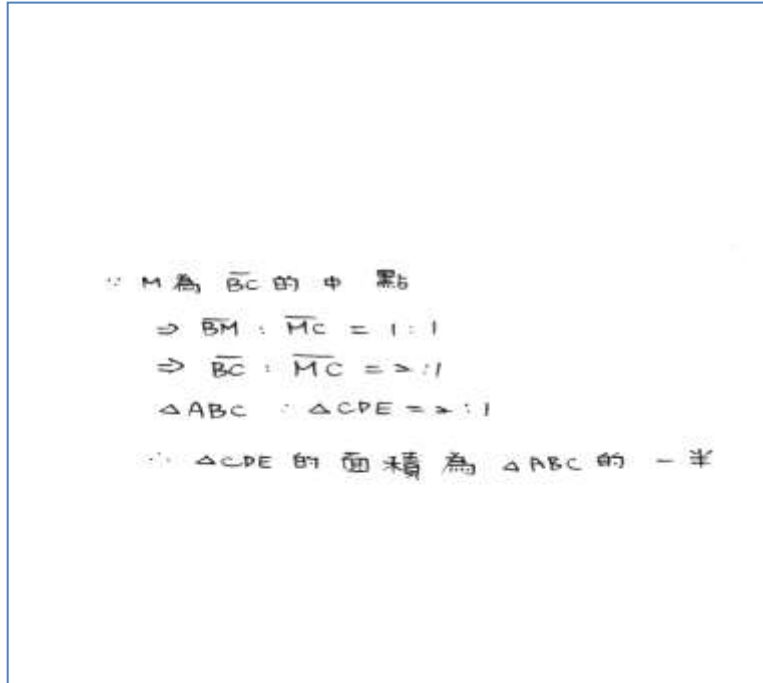 ∵ M為 B̅C̅ 的中點
⇒ B̅M̅ : M̅C̅ = 1 : 1
⇒ B̅C̅ : M̅C̅ = 2 : 1
△ABC : △CDE = 2 : 1
∴ △CDE 的面積為 △ABC 的一半